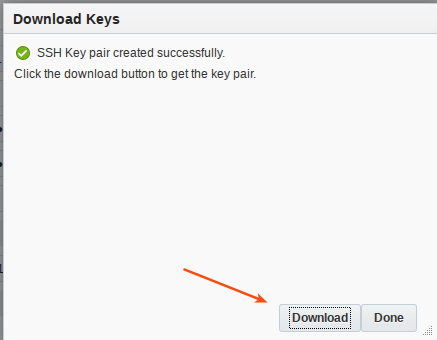 Download Keys
SSH Key pair created successfully.
Click the download button to get the key pair.
Download Done